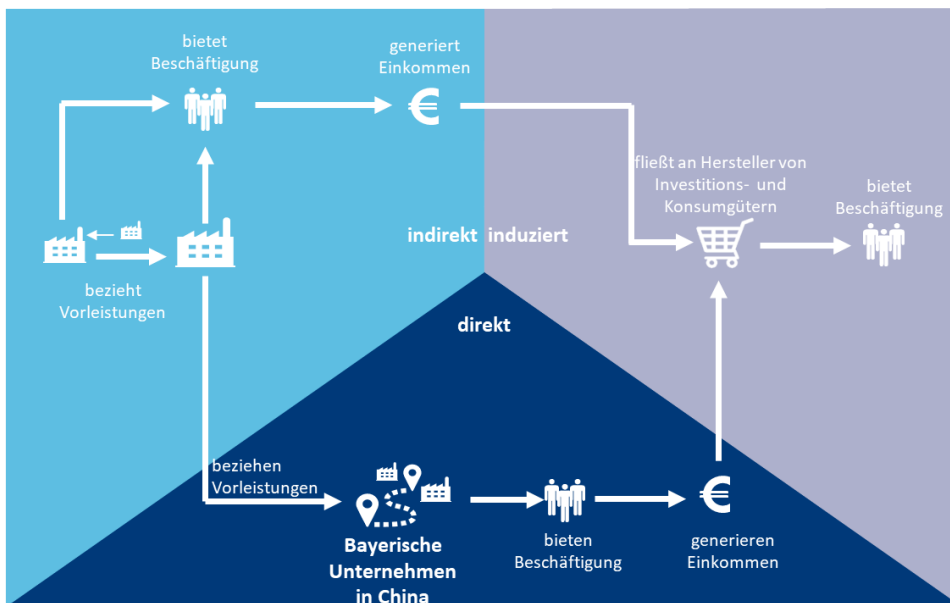 bietet
Beschäftigung
generiert
Einkommen
fließt an Hersteller von
Investitions- und
Konsumgütern
bietet
Beschäftigung
indirekt
induziert
bezieht
Vorleistungen
direkt
beziehen
Vorleistungen
Bayerische
Unternehmen
in China
bieten
Beschäftigung
generieren
Einkommen